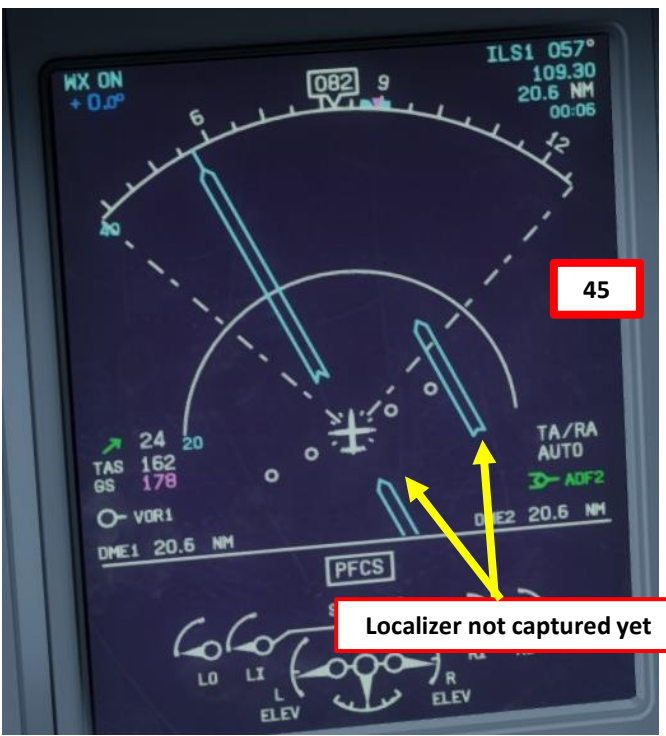 WX ON
+ 0.0°
082
ILS1 057°
109.30
20.6 NM
00:06
6
9
12
40
45
24
20
TAS 162
GS 178
TA/RA
AUTO
ADF2
VOR1
DME1 20.6 NM
DME2 20.6 NM
PFCS
Localizer not captured yet
LO
LI
L
ELEV
R
ELEV